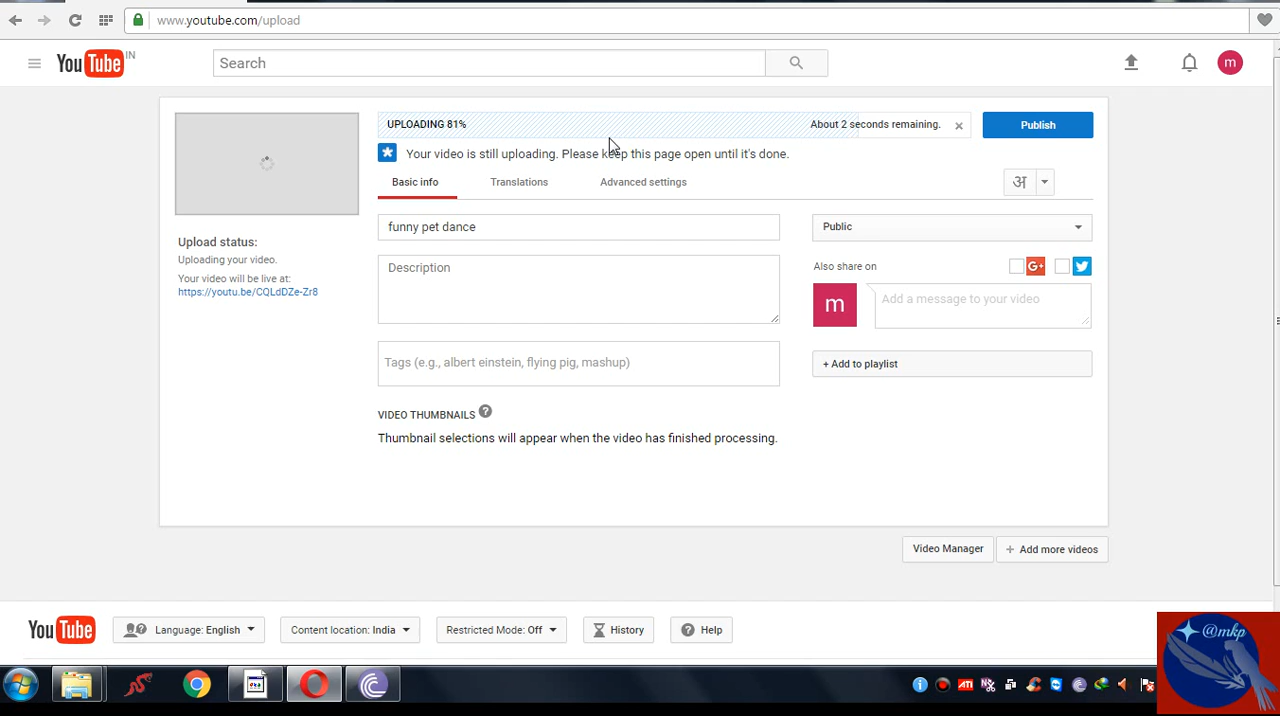 www.youtube.com/upload
YouTube IN
Search
m
UPLOADING 81%
About 2 seconds remaining.
Publish
Your video is still uploading. Please keep this page open until it's done.
Basic info
Translations
Advanced settings
अ
funny pet dance
Public
Upload status:
Uploading your video.
Your video will be live at:
https://youtu.be/CQLdDZe-Zr8
Description
Also share on
G+
m
Add a message to your video
Tags (e.g., albert einstein, flying pig, mashup)
+ Add to playlist
VIDEO THUMBNAILS ?
Thumbnail selections will appear when the video has finished processing.
Video Manager
+ Add more videos
YouTube
Language: English
Content location: India
Restricted Mode: Off
History
? Help
@mkp
ATI